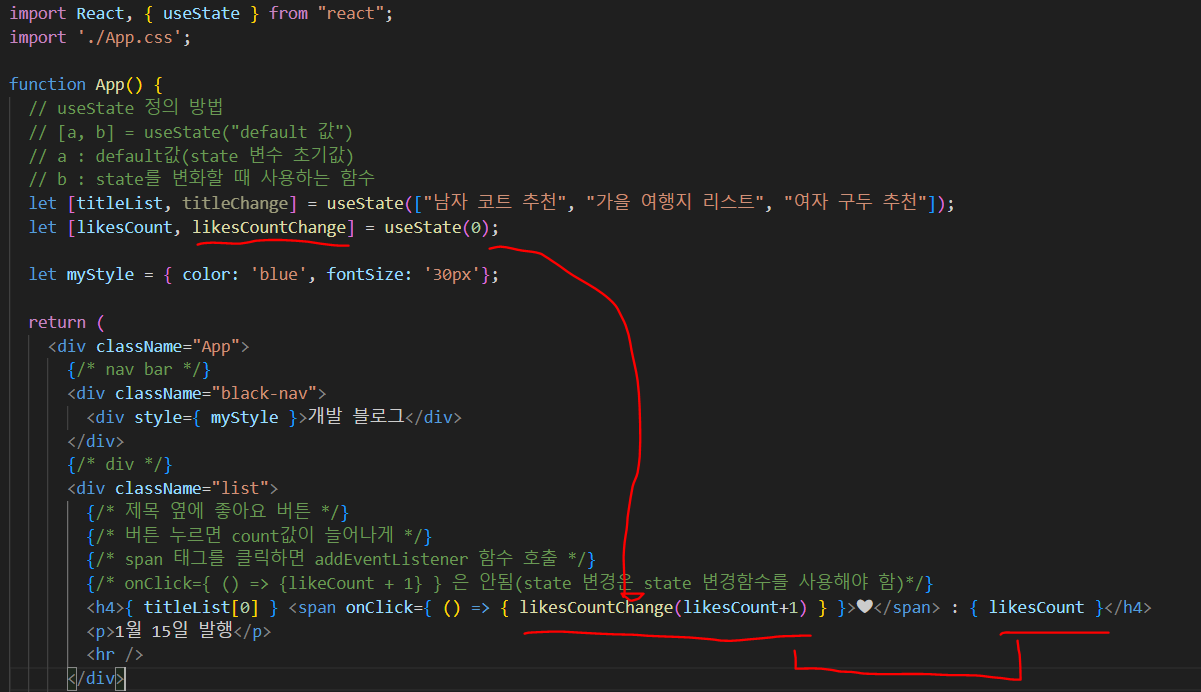 import React, { useState } from "react";
import './App.css';
function App() {
// useState 정의 방법
// [a, b] = useState("default 값")
// a : default값(state 변수 초기값)
// b : state를 변화할 때 사용하는 함수
let [titleList, titleChange] = useState(["남자 코트 추천", "가을 여행지 리스트", "여자 구두 추천"]);
let [likesCount, likesCountChange] = useState(0);
let myStyle = { color: 'blue', fontSize: '30px'};
return (
<div className="App">
{/* nav bar */}
<div className="black-nav">
<div style={ myStyle }>개발 블로그</div>
</div>
{/* div */}
<div className="list">
{/* 제목 옆에 좋아요 버튼 */}
{/* 버튼 누르면 count값이 늘어나게 */}
{/* span 태그를 클릭하면 addEventListener 함수 호출 */}
{/* onClick={ () => {likeCount + 1} } 은 안됨(state 변경은 state 변경함수를 사용해야 함)*/}
<h4>{ titleList[0] } <span onClick={ () => { likesCountChange(likesCount+1) } }>🤍</span> : { likesCount }</h4>
<p>1월 15일 발행</p>
<hr />
</div>